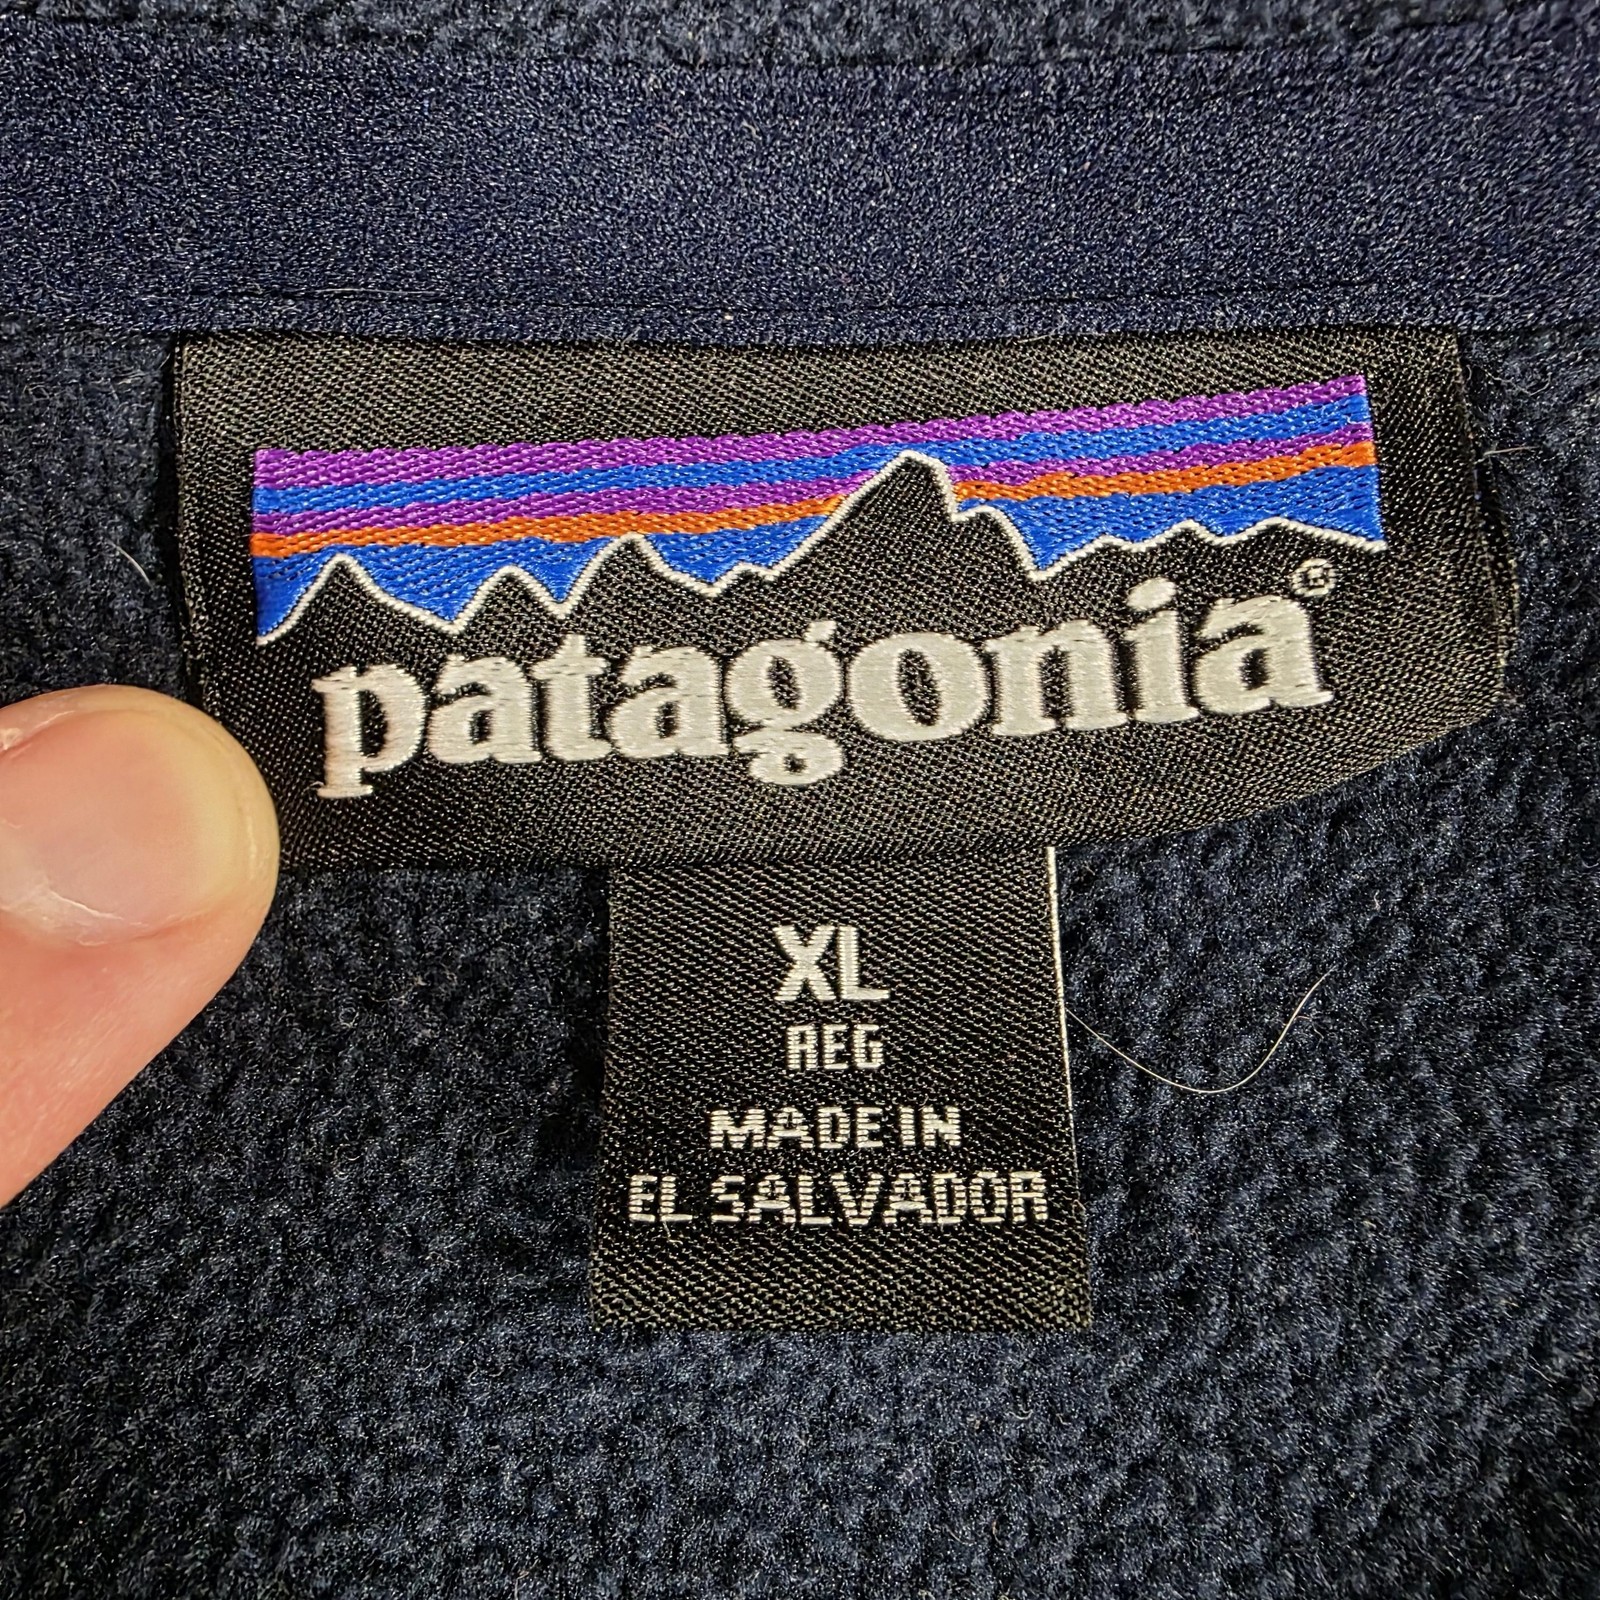 patagonia®
XL
REG
MADE IN
EL SALVADOR